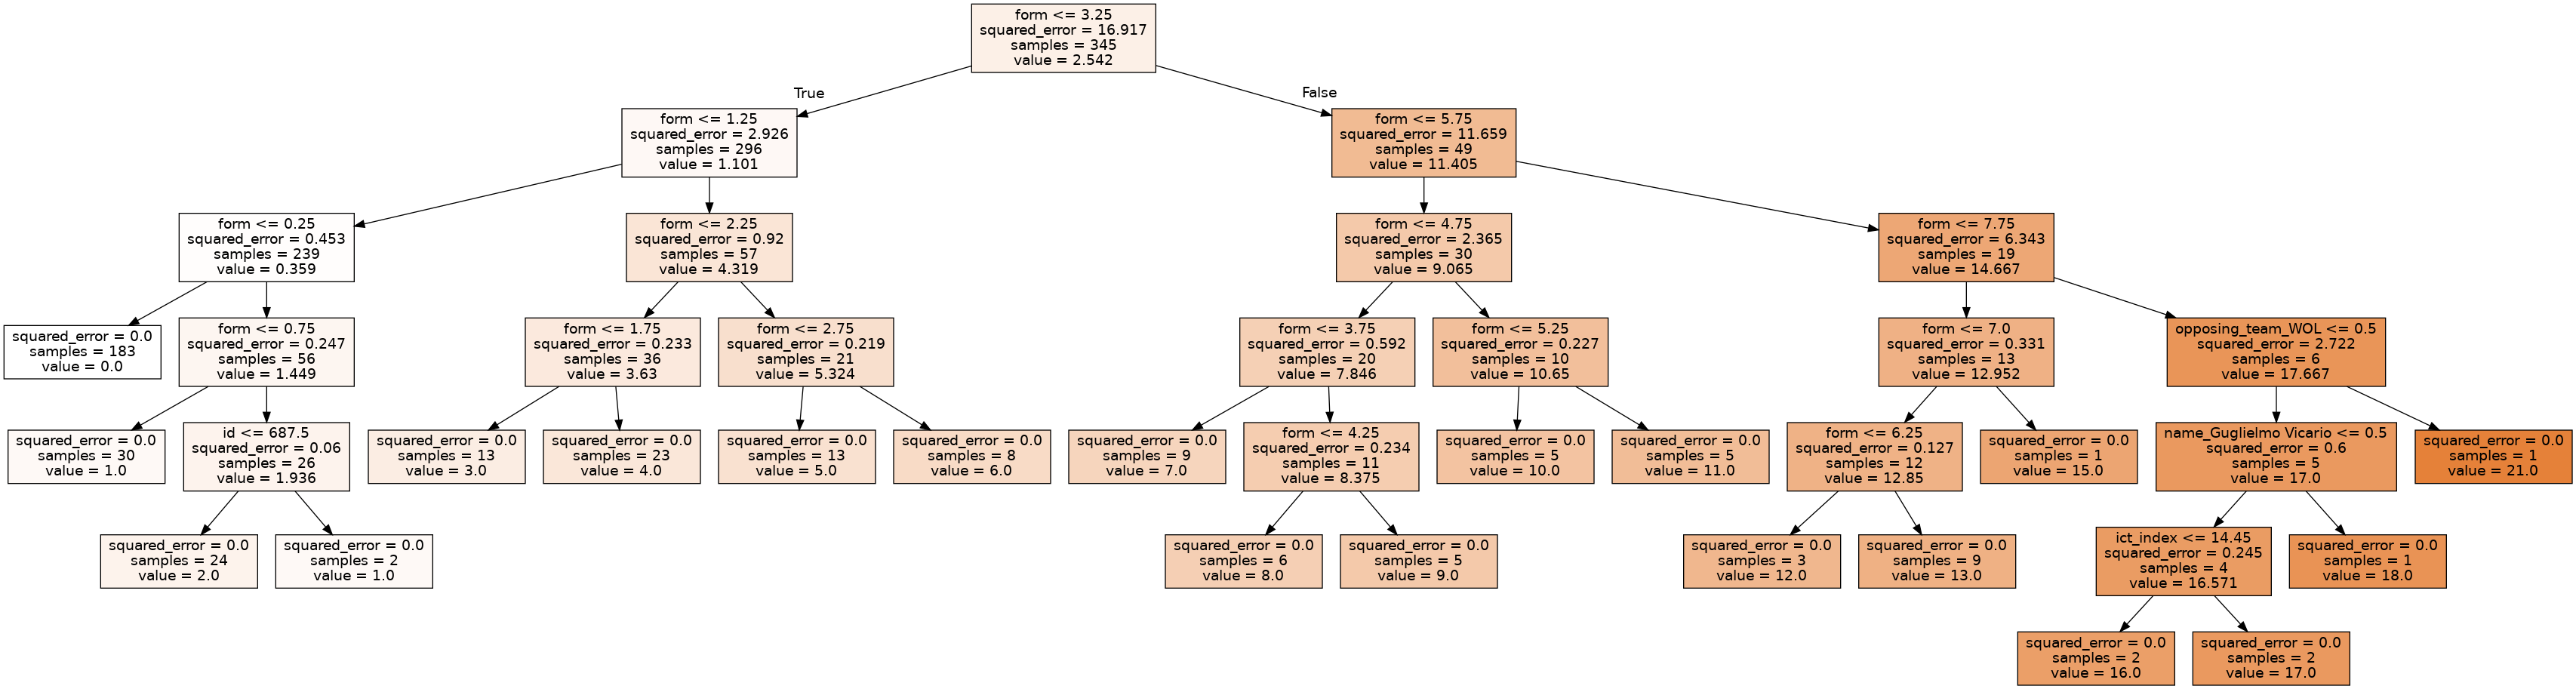 form <= 3.25
squared_error = 16.917
samples = 345
value = 2.542
True
False
form <= 1.25
squared_error = 2.926
samples = 296
value = 1.101
form <= 5.75
squared_error = 11.659
samples = 49
value = 11.405
form <= 0.25
squared_error = 0.453
samples = 239
value = 0.359
form <= 2.25
squared_error = 0.92
samples = 57
value = 4.319
form <= 4.75
squared_error = 2.365
samples = 30
value = 9.065
form <= 7.75
squared_error = 6.343
samples = 19
value = 14.667
squared_error = 0.0
samples = 183
value = 0.0
form <= 0.75
squared_error = 0.247
samples = 56
value = 1.449
form <= 1.75
squared_error = 0.233
samples = 36
value = 3.63
form <= 2.75
squared_error = 0.219
samples = 21
value = 5.324
form <= 3.75
squared_error = 0.592
samples = 20
value = 7.846
form <= 5.25
squared_error = 0.227
samples = 10
value = 10.65
form <= 7.0
squared_error = 0.331
samples = 13
value = 12.952
opposing_team_WOL <= 0.5
squared_error = 2.722
samples = 6
value = 17.667
squared_error = 0.0
samples = 30
value = 1.0
id <= 687.5
squared_error = 0.06
samples = 26
value = 1.936
squared_error = 0.0
samples = 13
value = 3.0
squared_error = 0.0
samples = 23
value = 4.0
squared_error = 0.0
samples = 13
value = 5.0
squared_error = 0.0
samples = 8
value = 6.0
squared_error = 0.0
samples = 9
value = 7.0
form <= 4.25
squared_error = 0.234
samples = 11
value = 8.375
squared_error = 0.0
samples = 5
value = 10.0
squared_error = 0.0
samples = 5
value = 11.0
form <= 6.25
squared_error = 0.127
samples = 12
value = 12.85
squared_error = 0.0
samples = 1
value = 15.0
name_Guglielmo Vicario <= 0.5
squared_error = 0.6
samples = 5
value = 17.0
squared_error = 0.0
samples = 1
value = 21.0
squared_error = 0.0
samples = 24
value = 2.0
squared_error = 0.0
samples = 2
value = 1.0
squared_error = 0.0
samples = 6
value = 8.0
squared_error = 0.0
samples = 5
value = 9.0
squared_error = 0.0
samples = 3
value = 12.0
squared_error = 0.0
samples = 9
value = 13.0
ict_index <= 14.45
squared_error = 0.245
samples = 4
value = 16.571
squared_error = 0.0
samples = 1
value = 18.0
squared_error = 0.0
samples = 2
value = 16.0
squared_error = 0.0
samples = 2
value = 17.0